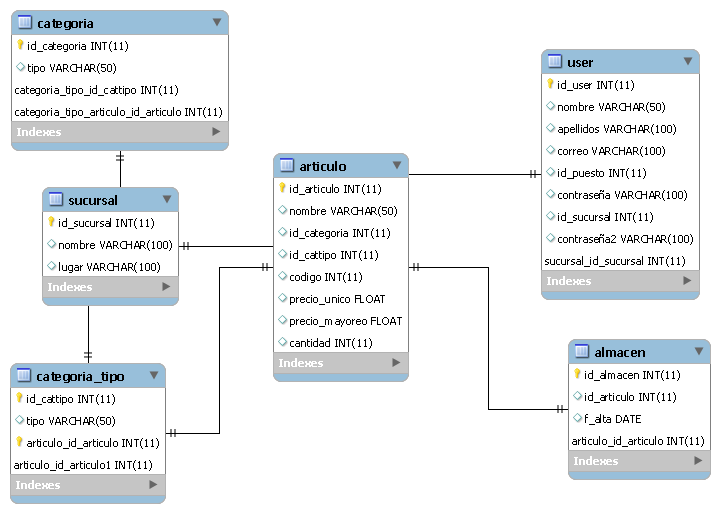 categoria
id_categoria INT(11)
tipo VARCHAR(50)
categoria_tipo_id_cattipo INT(11)
categoria_tipo_articulo_id_articulo INT(11)
Indexes
sucursal
id_sucursal INT(11)
nombre VARCHAR(100)
lugar VARCHAR(100)
Indexes
categoria_tipo
id_cattipo INT(11)
tipo VARCHAR(50)
articulo_id_articulo INT(11)
articulo_id_articulo1 INT(11)
Indexes
articulo
id_articulo INT(11)
nombre VARCHAR(50)
id_categoria INT(11)
id_cattipo INT(11)
codigo INT(11)
precio_unico FLOAT
precio_mayoreo FLOAT
cantidad INT(11)
Indexes
user
id_user INT(11)
nombre VARCHAR(50)
apellidos VARCHAR(100)
correo VARCHAR(100)
id_puesto INT(11)
contraseña VARCHAR(100)
id_sucursal INT(11)
contraseña2 VARCHAR(100)
sucursal_id_sucursal INT(11)
Indexes
almacen
id_almacen INT(11)
id_articulo INT(11)
f_alta DATE
articulo_id_articulo INT(11)
Indexes